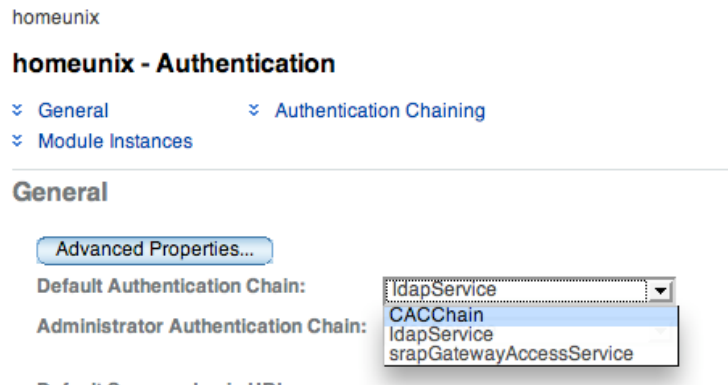 homeunix
homeunix - Authentication
General
Authentication Chaining
Module Instances
General
Advanced Properties...
Default Authentication Chain:
ldapService
CACChain
Administrator Authentication Chain:
ldapService
srapGatewayAccessService